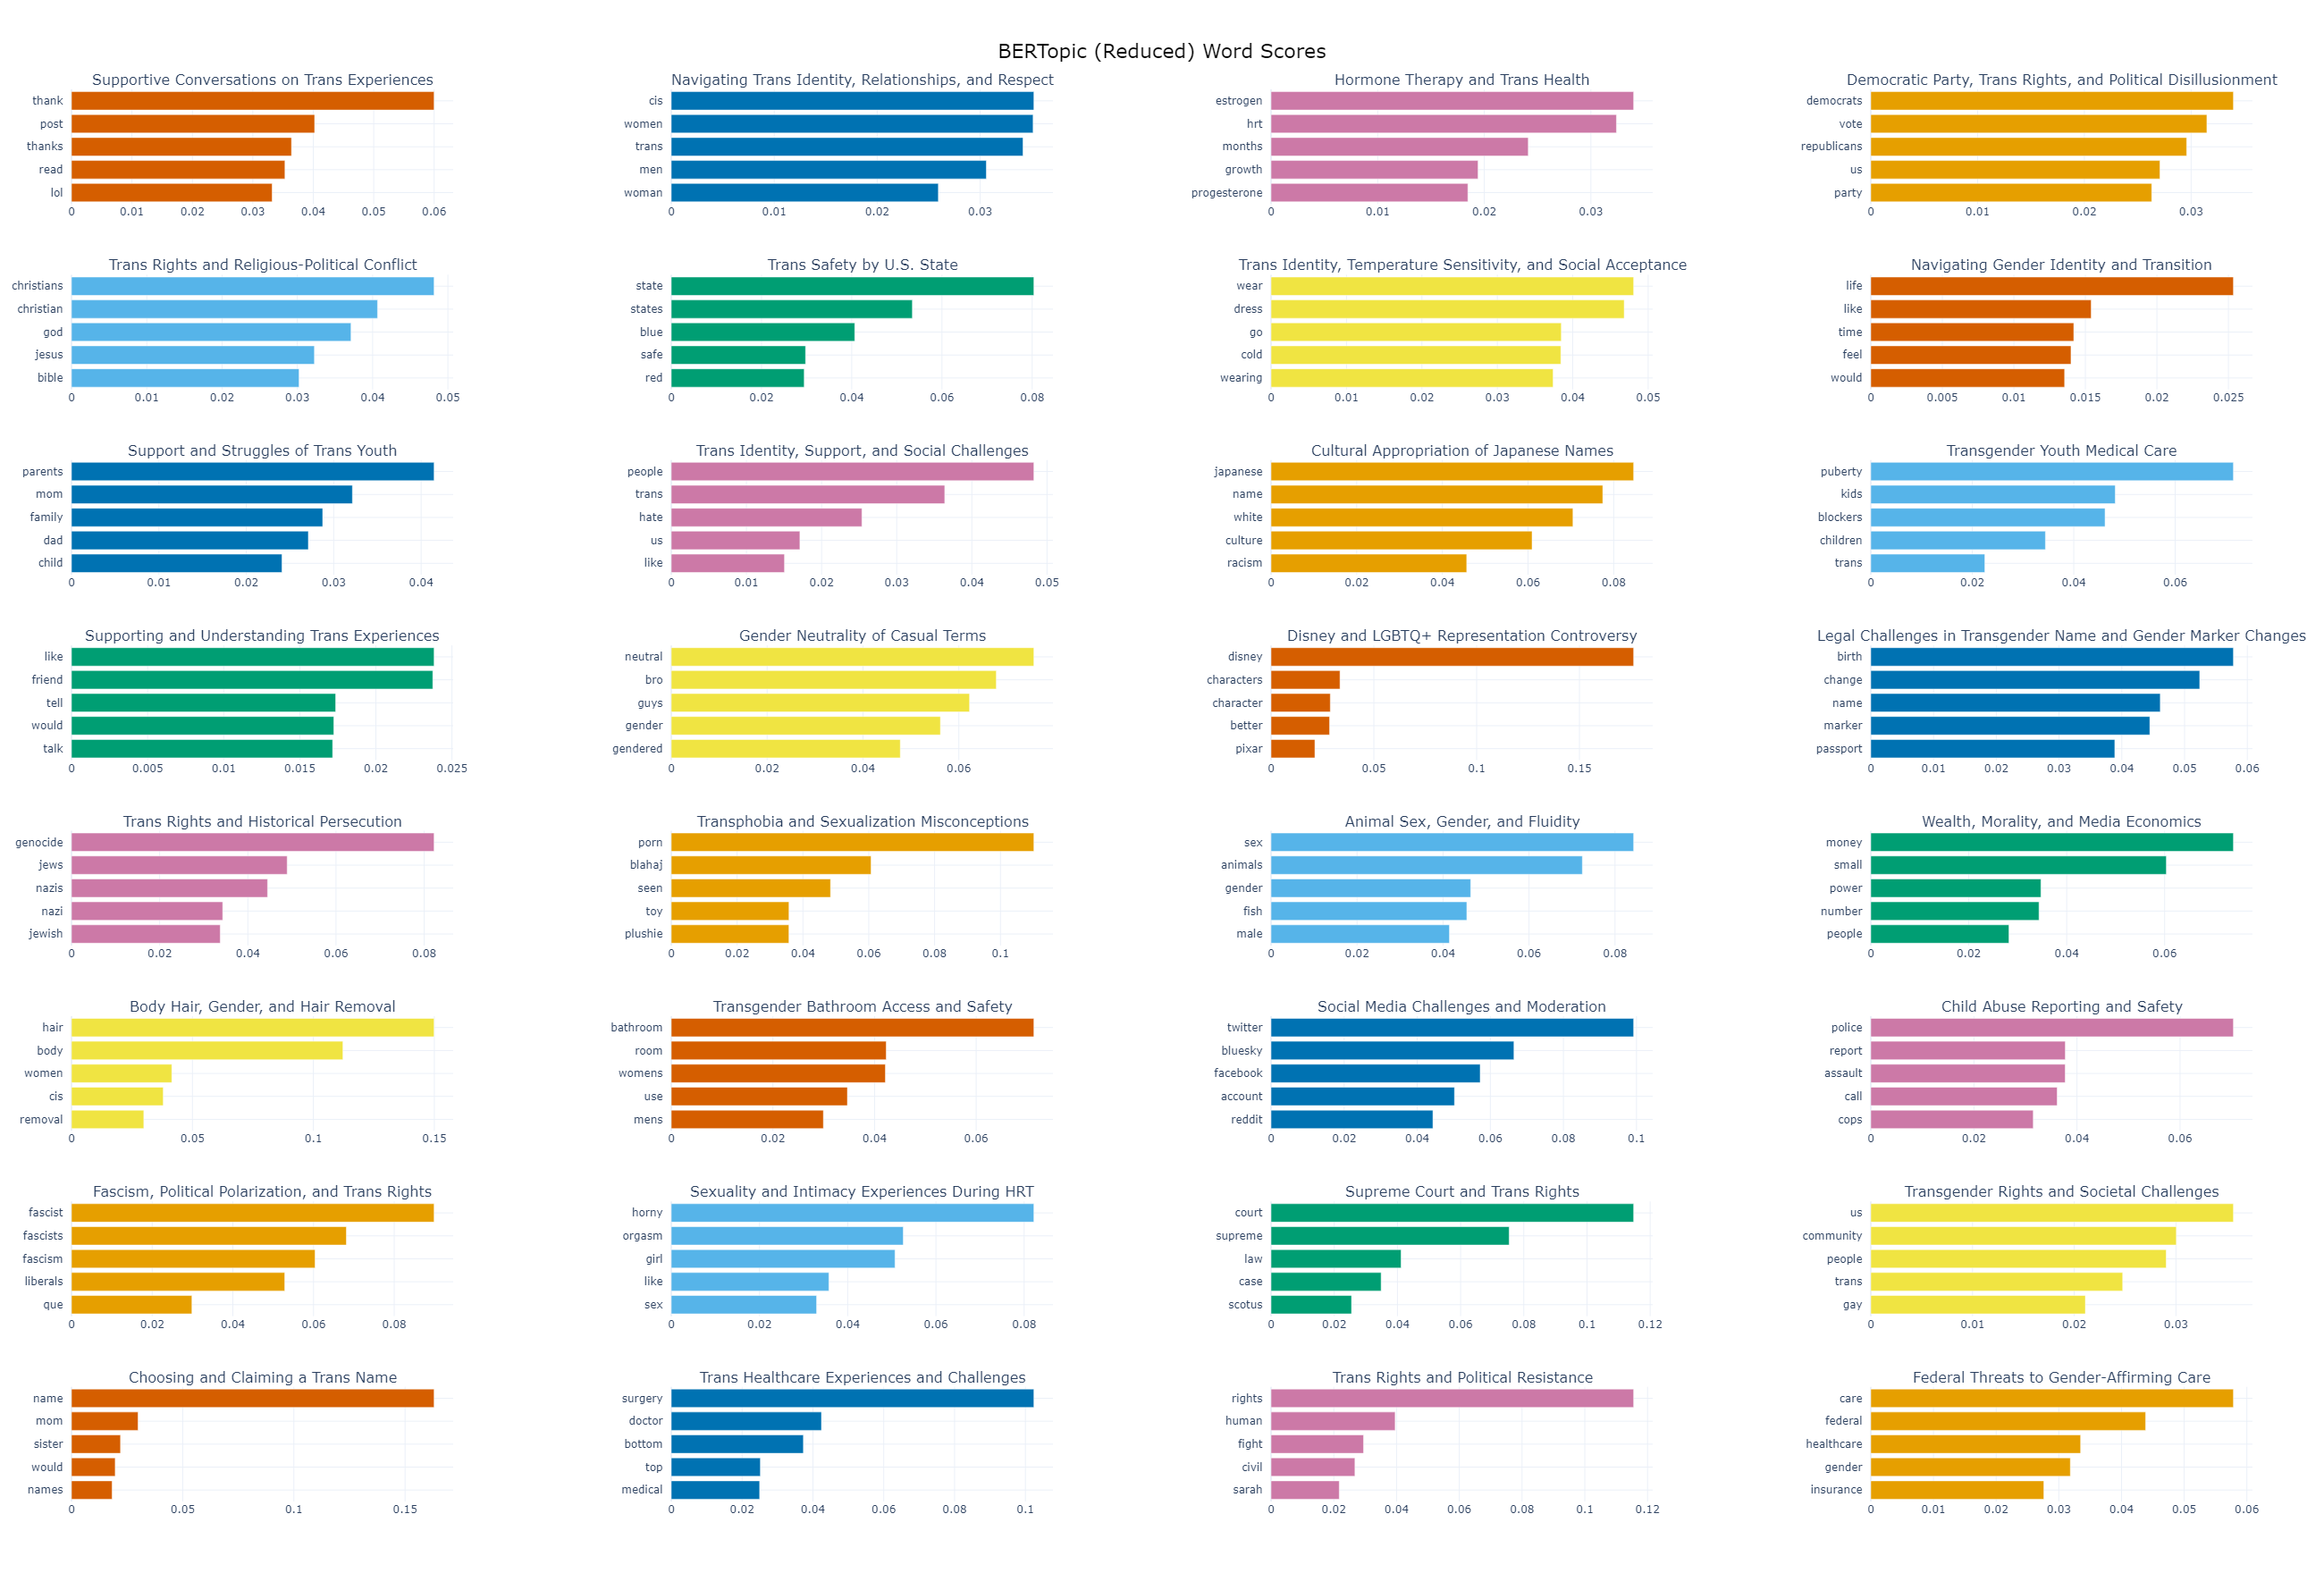 BERTopic (Reduced) Word Scores
Supportive Conversations on Trans Experiences
thank
post
thanks
read
lol
0 0.01 0.02 0.03 0.04 0.05 0.06
Navigating Trans Identity, Relationships, and Respect
cis
women
trans
men
woman
0 0.01 0.02 0.03
Hormone Therapy and Trans Health
estrogen
hrt
months
growth
progesterone
0 0.01 0.02 0.03
Democratic Party, Trans Rights, and Political Disillusionment
democrats
vote
republicans
us
party
0 0.01 0.02 0.03
Trans Rights and Religious-Political Conflict
christians
christian
god
jesus
bible
0 0.01 0.02 0.03 0.04 0.05
Trans Safety by U.S. State
state
states
blue
safe
red
0 0.02 0.04 0.06 0.08
Trans Identity, Temperature Sensitivity, and Social Acceptance
wear
dress
go
cold
wearing
0 0.01 0.02 0.03 0.04 0.05
Navigating Gender Identity and Transition
life
like
time
feel
would
0 0.005 0.01 0.015 0.02 0.025
Support and Struggles of Trans Youth
parents
mom
family
dad
child
0 0.01 0.02 0.03 0.04
Trans Identity, Support, and Social Challenges
people
trans
hate
us
like
0 0.01 0.02 0.03 0.04 0.05
Cultural Appropriation of Japanese Names
japanese
name
white
culture
racism
0 0.02 0.04 0.06 0.08
Transgender Youth Medical Care
puberty
kids
blockers
children
trans
0 0.02 0.04 0.06
Supporting and Understanding Trans Experiences
like
friend
tell
would
talk
0 0.005 0.01 0.015 0.02 0.025
Gender Neutrality of Casual Terms
neutral
bro
guys
gender
gendered
0 0.02 0.04 0.06
Disney and LGBTQ+ Representation Controversy
disney
characters
character
better
pixar
0 0.05 0.1 0.15
Legal Challenges in Transgender Name and Gender Marker Changes
birth
change
name
marker
passport
0 0.01 0.02 0.03 0.04 0.05 0.06
Trans Rights and Historical Persecution
genocide
jews
nazis
nazi
jewish
0 0.02 0.04 0.06 0.08
Transphobia and Sexualization Misconceptions
porn
blahaj
seen
toy
plushie
0 0.02 0.04 0.06 0.08 0.1
Animal Sex, Gender, and Fluidity
sex
animals
gender
fish
male
0 0.02 0.04 0.06 0.08
Wealth, Morality, and Media Economics
money
small
power
number
people
0 0.02 0.04 0.06
Body Hair, Gender, and Hair Removal
hair
body
women
cis
removal
0 0.05 0.1 0.15
Transgender Bathroom Access and Safety
bathroom
room
womens
use
mens
0 0.02 0.04 0.06
Social Media Challenges and Moderation
twitter
bluesky
facebook
account
reddit
0 0.02 0.04 0.06 0.08 0.1
Child Abuse Reporting and Safety
police
report
assault
call
cops
0 0.02 0.04 0.06
Fascism, Political Polarization, and Trans Rights
fascist
fascists
fascism
liberals
que
0 0.02 0.04 0.06 0.08
Sexuality and Intimacy Experiences During HRT
horny
orgasm
girl
like
sex
0 0.02 0.04 0.06 0.08
Supreme Court and Trans Rights
court
supreme
law
case
scotus
0 0.02 0.04 0.06 0.08 0.1 0.12
Transgender Rights and Societal Challenges
us
community
people
trans
gay
0 0.01 0.02 0.03
Choosing and Claiming a Trans Name
name
mom
sister
would
names
0 0.05 0.1 0.15
Trans Healthcare Experiences and Challenges
surgery
doctor
bottom
top
medical
0 0.02 0.04 0.06 0.08 0.1
Trans Rights and Political Resistance
rights
human
fight
civil
sarah
0 0.02 0.04 0.06 0.08 0.1 0.12
Federal Threats to Gender-Affirming Care
care
federal
healthcare
gender
insurance
0 0.01 0.02 0.03 0.04 0.05 0.06